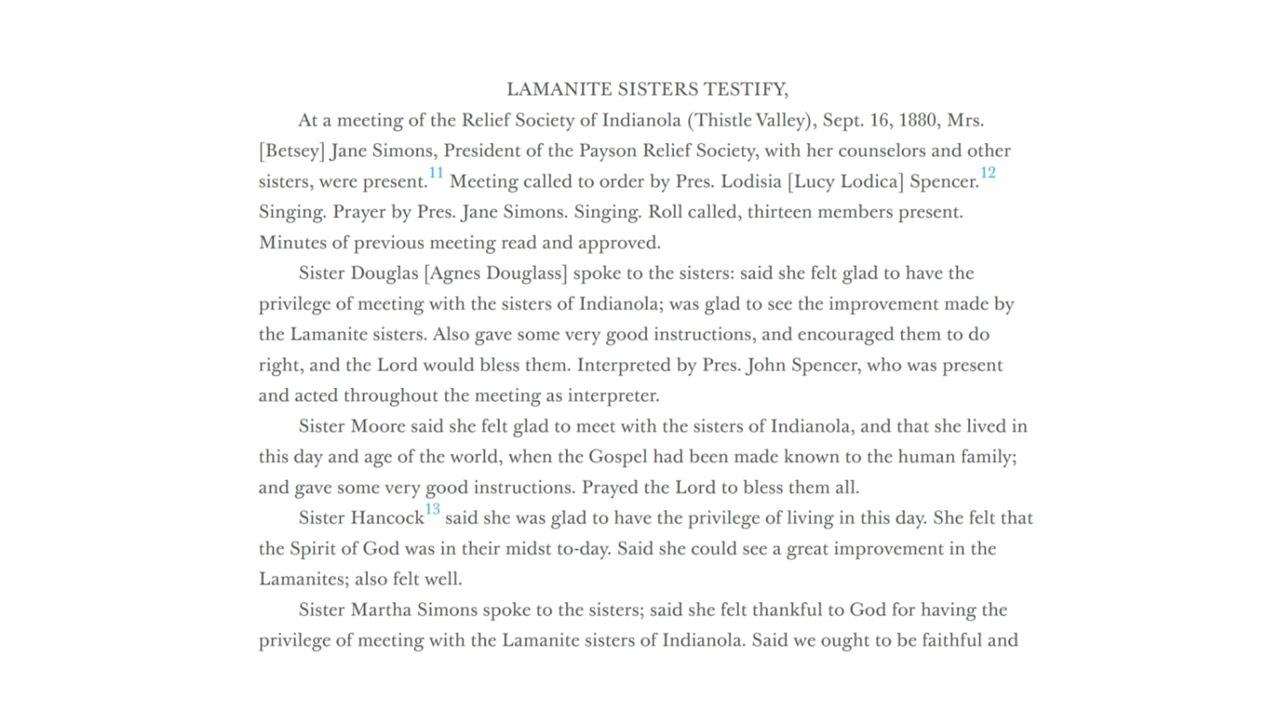 LAMANITE SISTERS TESTIFY,
At a meeting of the Relief Society of Indianola (Thistle Valley), Sept. 16, 1880, Mrs.
[Betsey] Jane Simons, President of the Payson Relief Society, with her counselors and other
sisters, were present.11 Meeting called to order by Pres. Lodisia [Lucy Lodica] Spencer.12
Singing. Prayer by Pres. Jane Simons. Singing. Roll called, thirteen members present.
Minutes of previous meeting read and approved.
Sister Douglas [Agnes Douglass] spoke to the sisters: said she felt glad to have the
privilege of meeting with the sisters of Indianola; was glad to see the improvement made by
the Lamanite sisters. Also gave some very good instructions, and encouraged them to do
right, and the Lord would bless them. Interpreted by Pres. John Spencer, who was present
and acted throughout the meeting as interpreter.
Sister Moore said she felt glad to meet with the sisters of Indianola, and that she lived in
this day and age of the world, when the Gospel had been made known to the human family;
and gave some very good instructions. Prayed the Lord to bless them all.
Sister Hancock13 said she was glad to have the privilege of living in this day. She felt that
the Spirit of God was in their midst to-day. Said she could see a great improvement in the
Lamanites; also felt well.
Sister Martha Simons spoke to the sisters; said she felt thankful to God for having the
privilege of meeting with the Lamanite sisters of Indianola. Said we ought to be faithful and